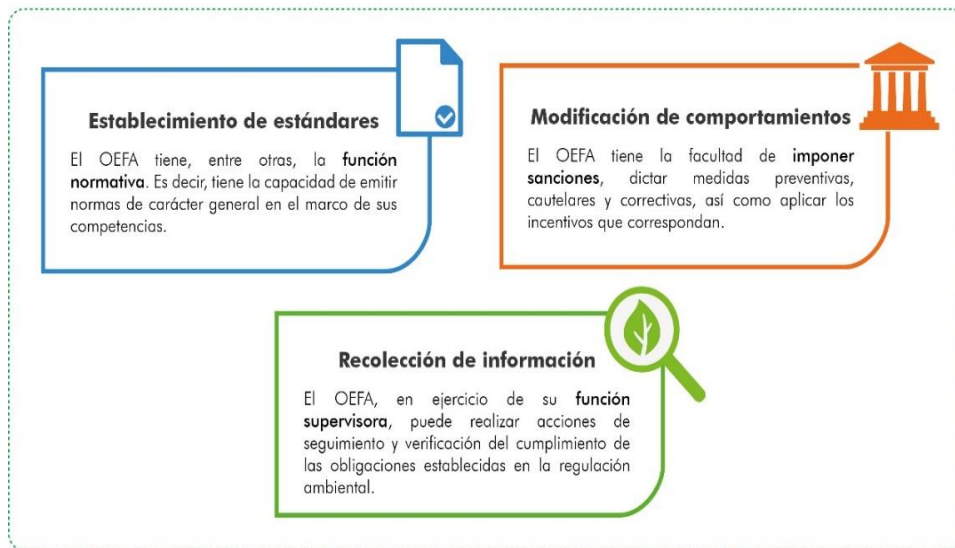 Establecimiento de estándares
El OEFA tiene, entre otras, la función
normativa. Es decir, tiene la capacidad de emitir
normas de carácter general en el marco de sus
competencias.
Modificación de comportamientos
El OEFA tiene la facultad de imponer
sanciones, dictar medidas preventivas,
cautelares y correctivas, así como aplicar los
incentivos que correspondan.
Recolección de información
El OEFA, en ejercicio de su función
supervisora, puede realizar acciones de
seguimiento y verificación del cumplimiento de
las obligaciones establecidas en la regulación
ambiental.